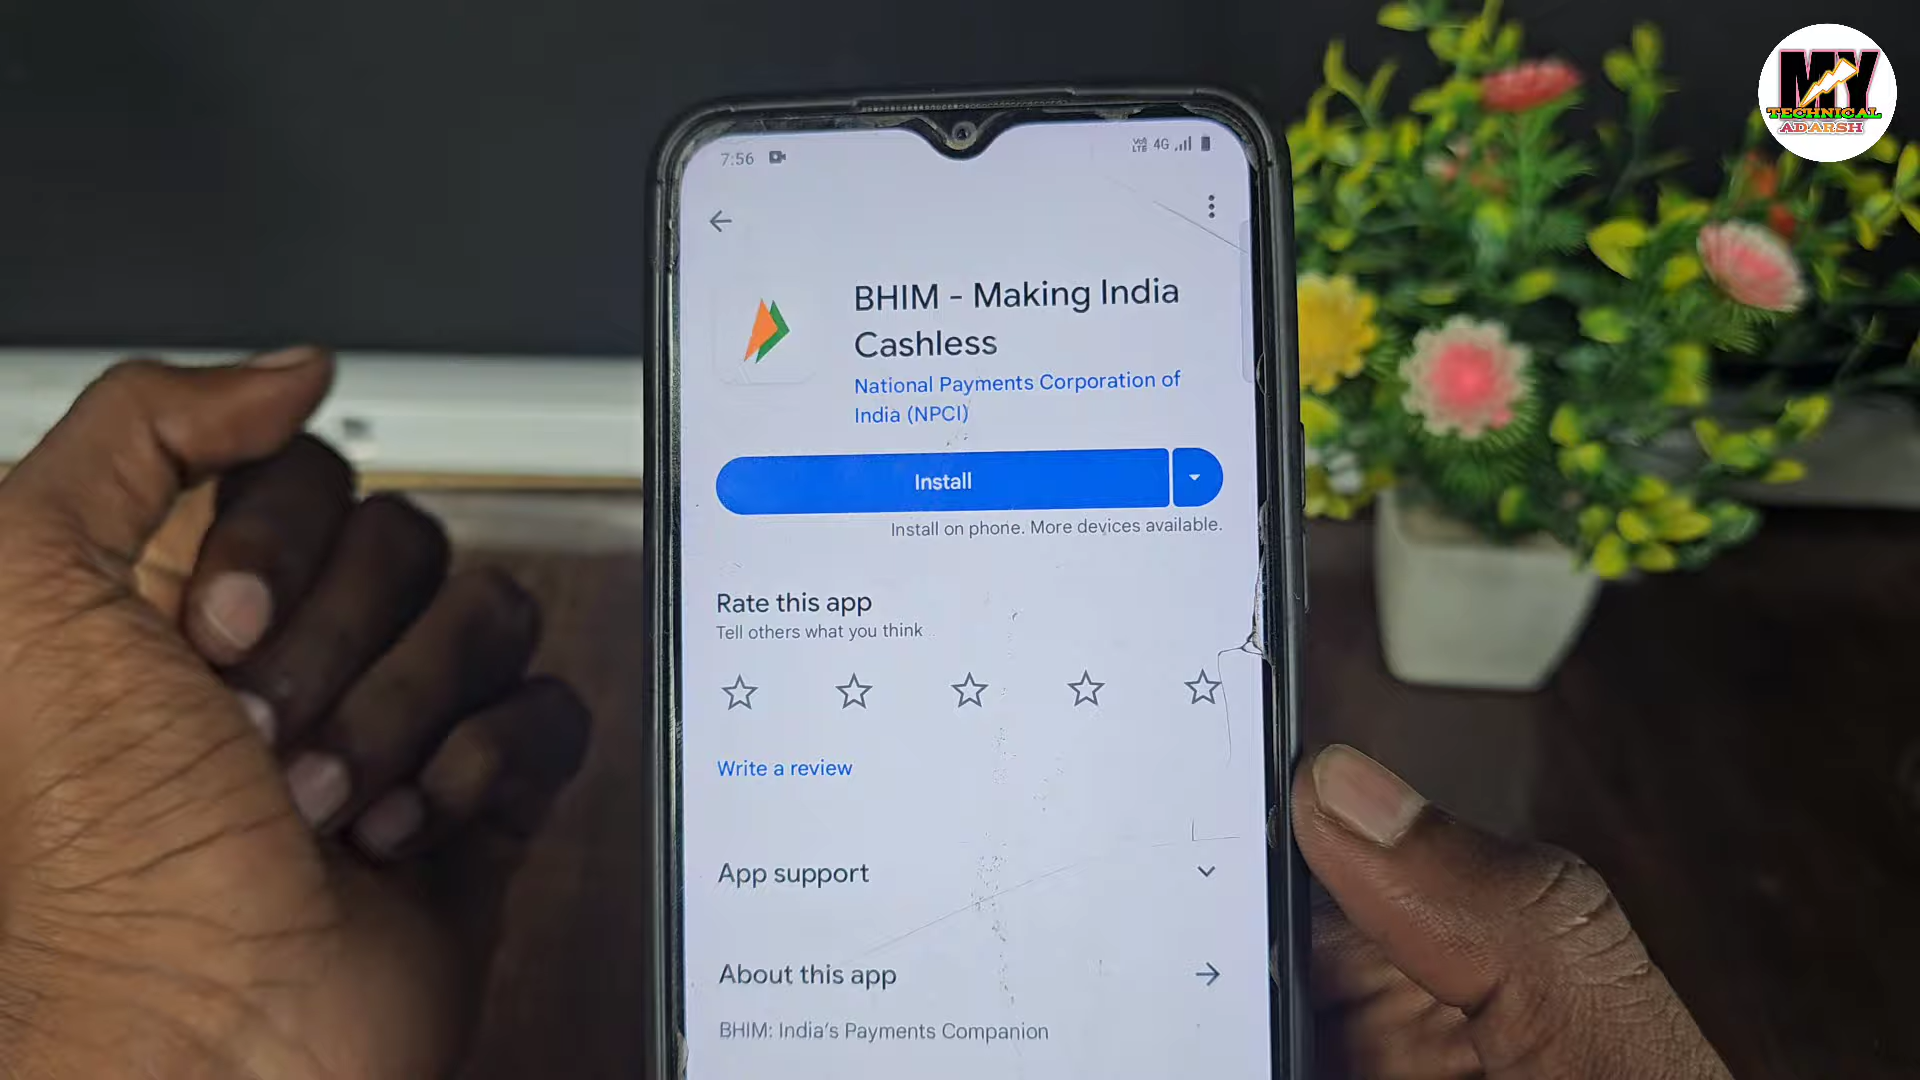 MY
TECHNICAL
ADARSH
7:56
Vo)
LTE
4G
BHIM - Making India
Cashless
National Payments Corporation of
India (NPCI)
Install
Install on phone. More devices available.
Rate this app
Tell others what you think
Write a review
App support
About this app
BHIM: India's Payments Companion